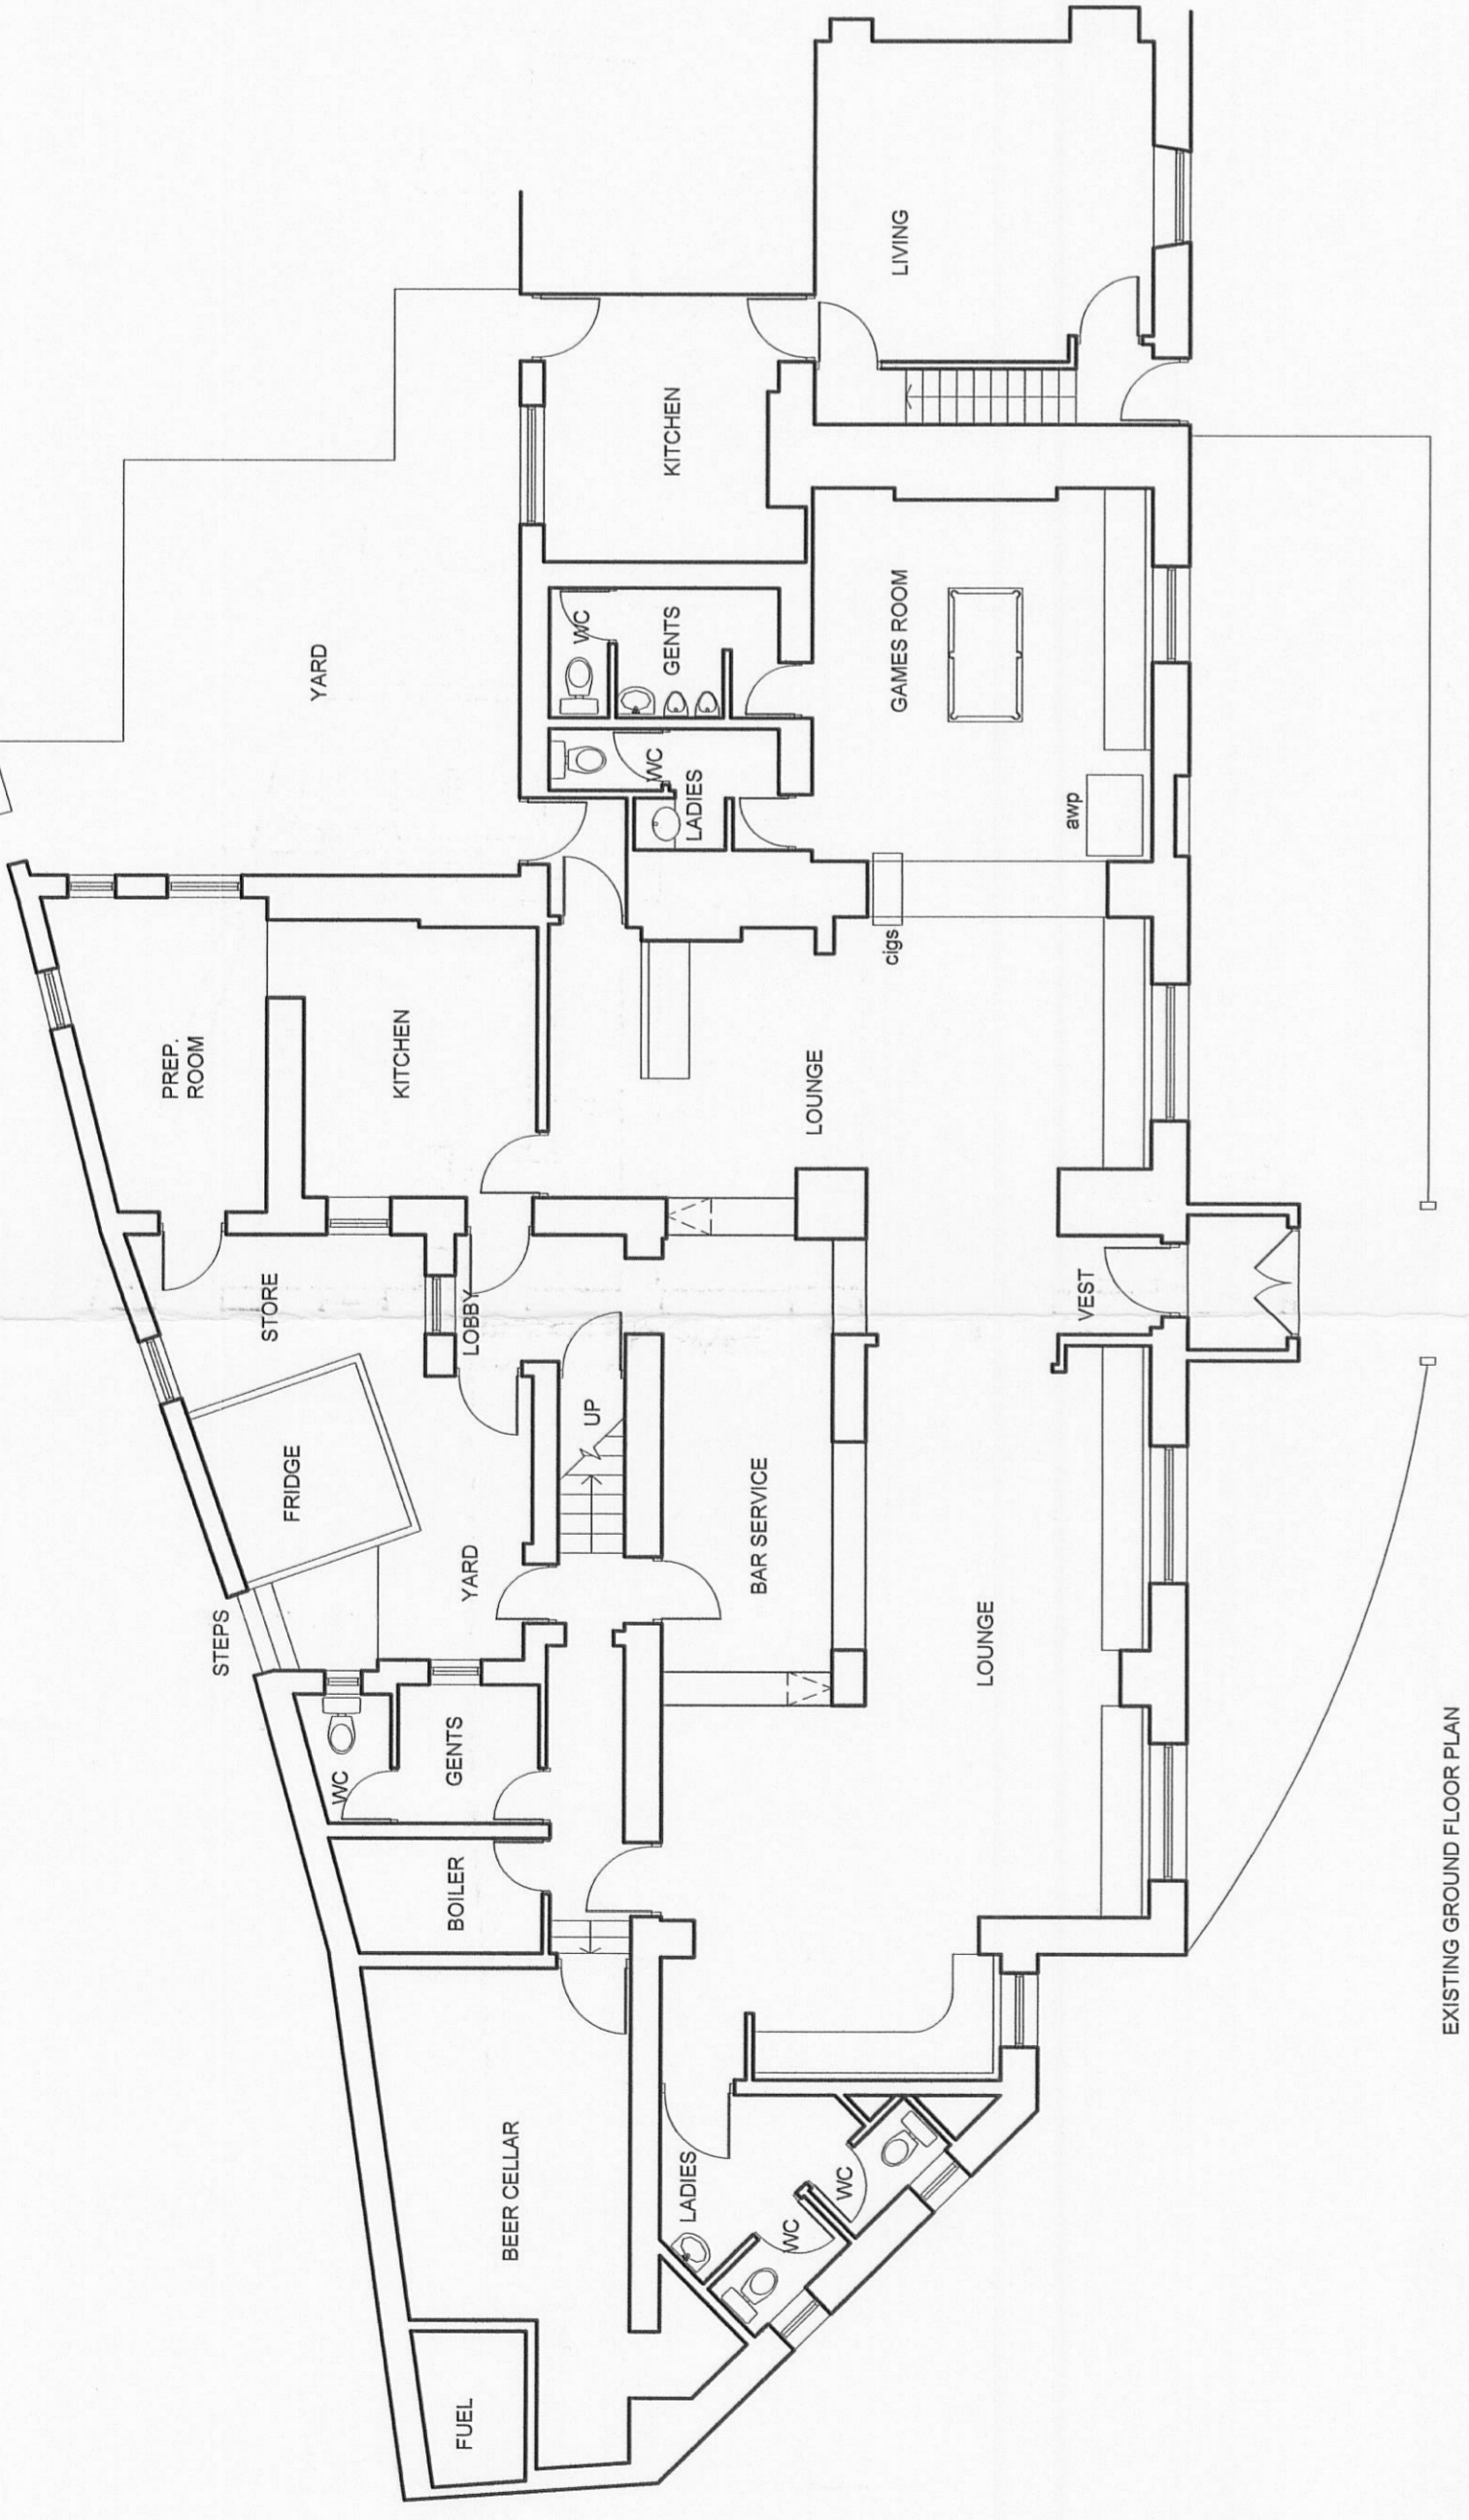 YARD
PREP.
ROOM
KITCHEN
STORE
LOBBY
FRIDGE
STEPS
YARD
UP
WC
GENTS
BOILER
BEER CELLAR
FUEL
WC
GENTS
WC
LADIES
KITCHEN
LIVING
GAMES ROOM
awp
cigs
LOUNGE
VEST
BAR SERVICE
LOUNGE
LADIES
WC
WC
EXISTING GROUND FLOOR PLAN